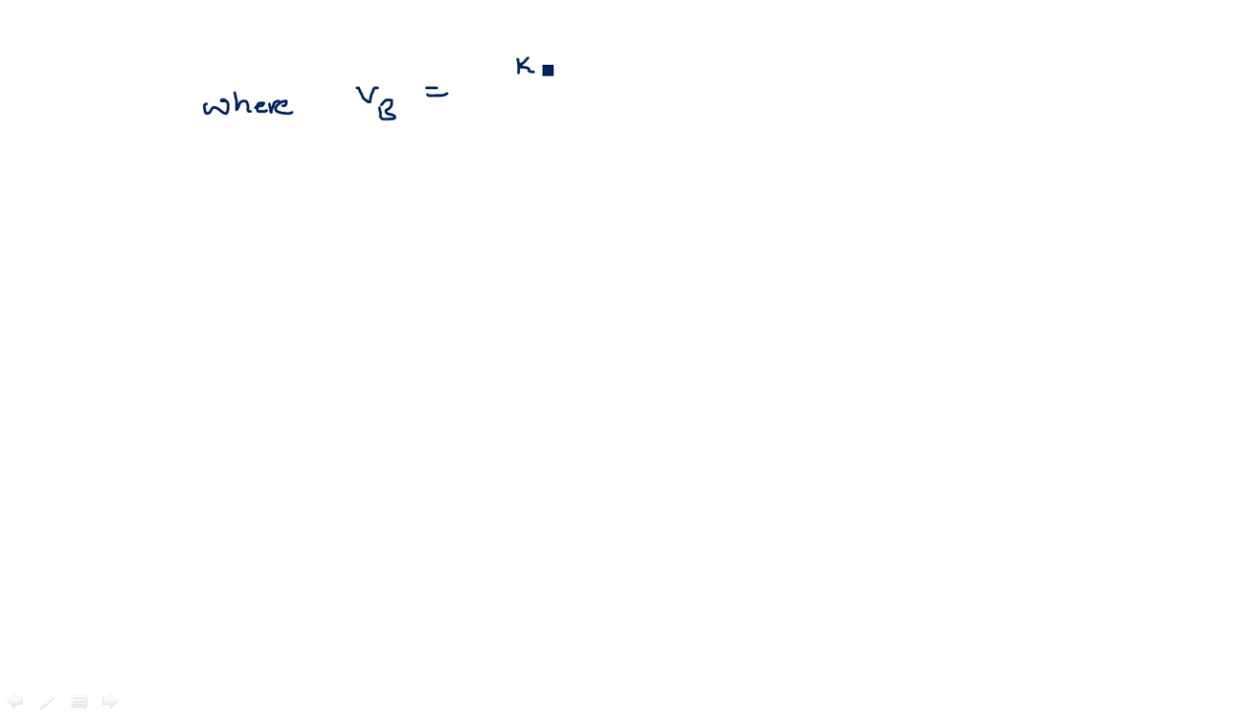 where V_B = K